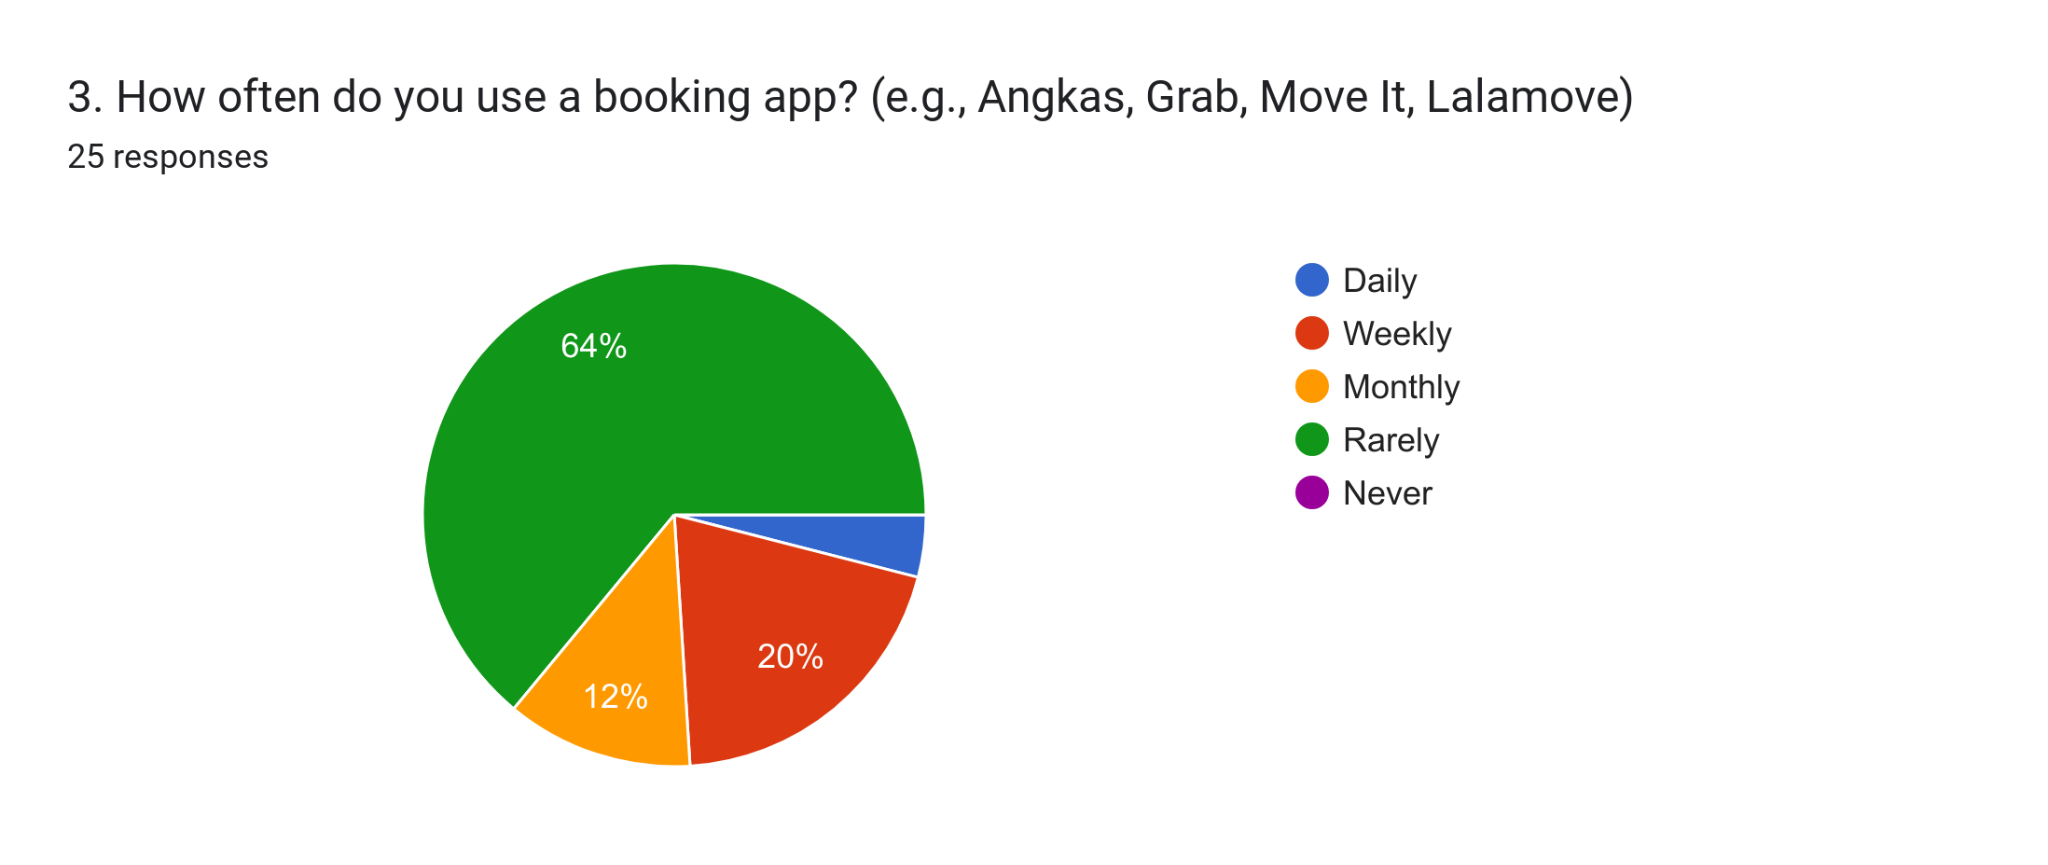 3. How often do you use a booking app? (e.g., Angkas, Grab, Move It, Lalamove)
25 responses
64%
20%
12%
Daily
Weekly
Monthly
Rarely
Never